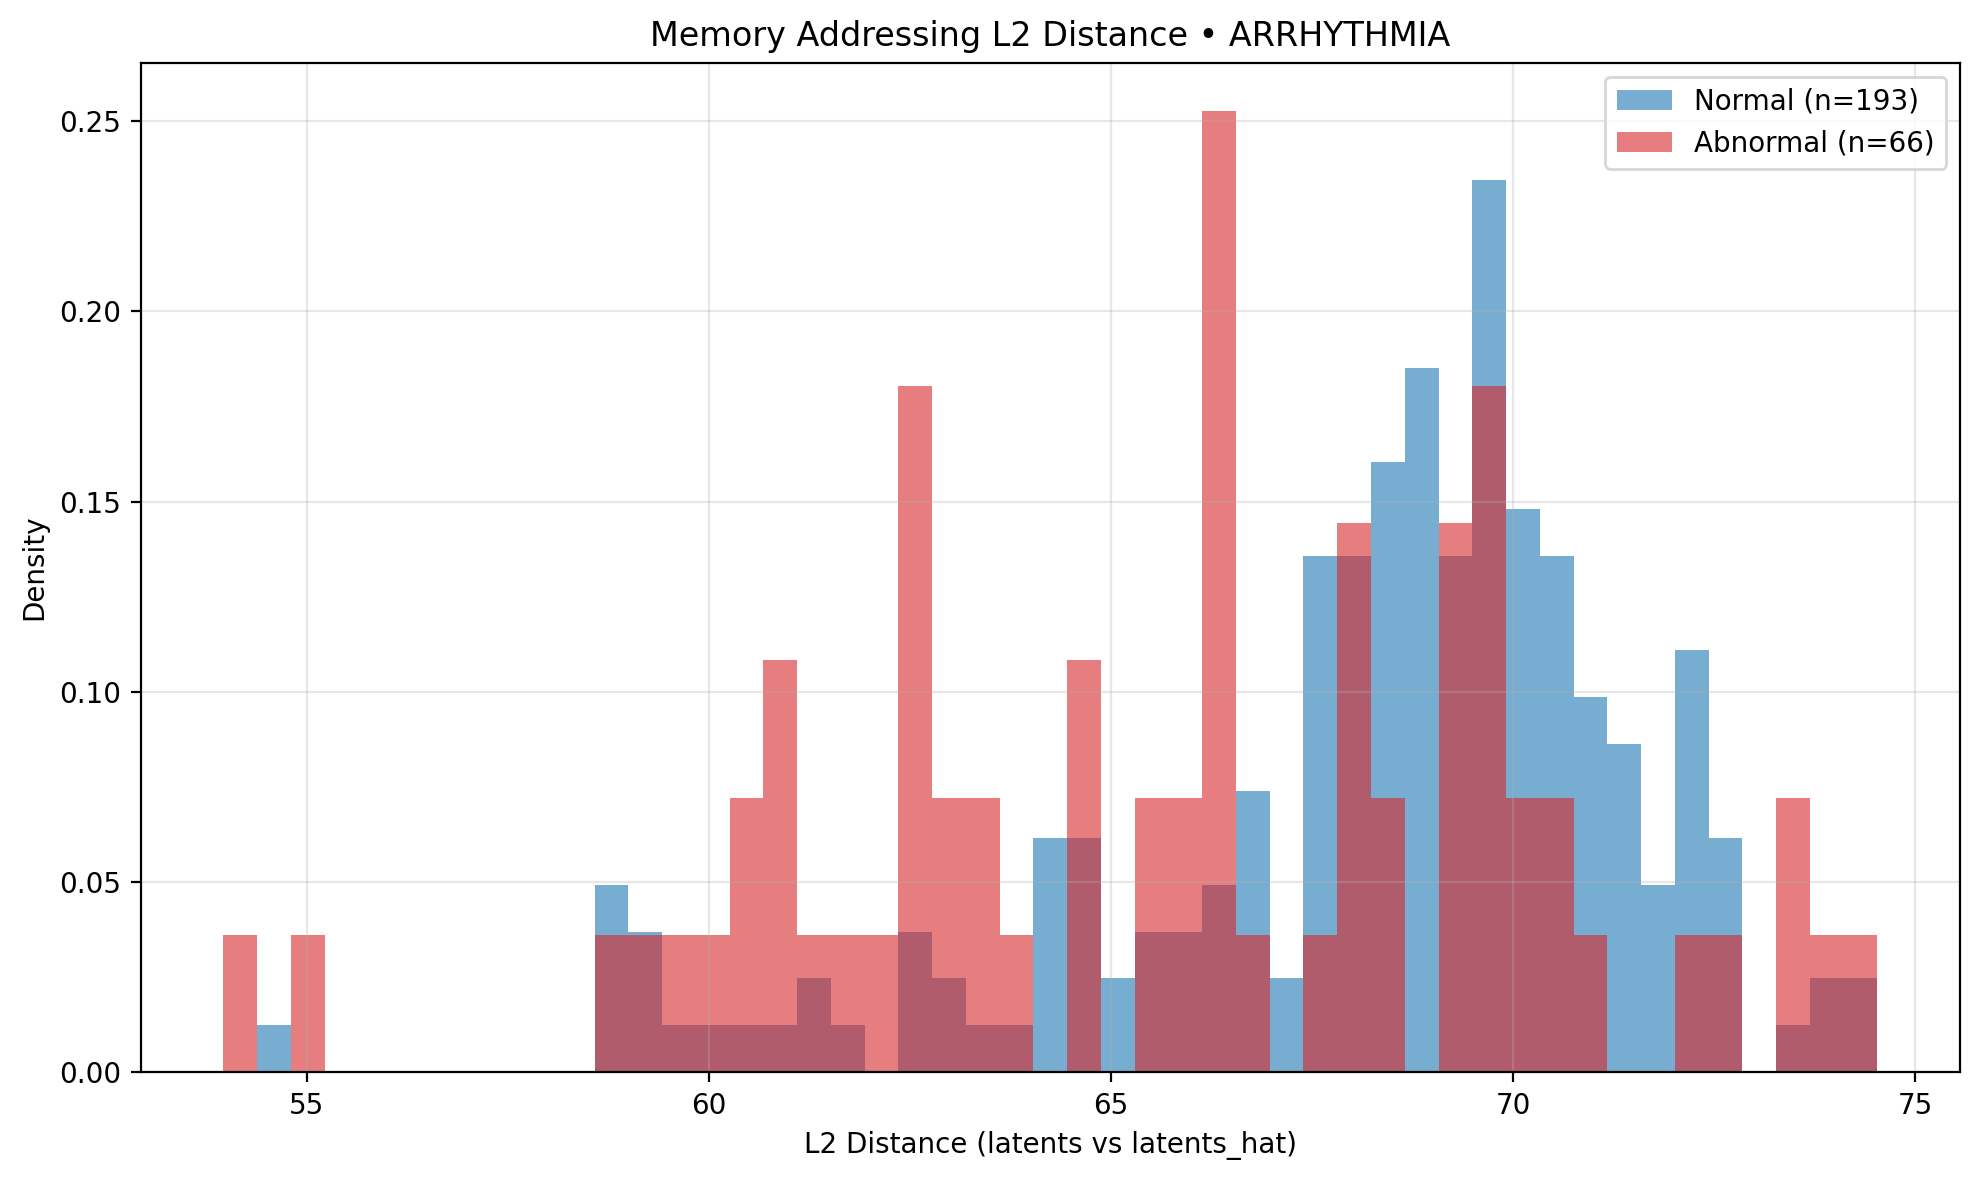 Memory Addressing L2 Distance • ARRHYTHMIA
Normal (n=193)
Abnormal (n=66)
Density
0.25
0.20
0.15
0.10
0.05
0.00
55 60 65 70 75
L2 Distance (latents vs latents_hat)